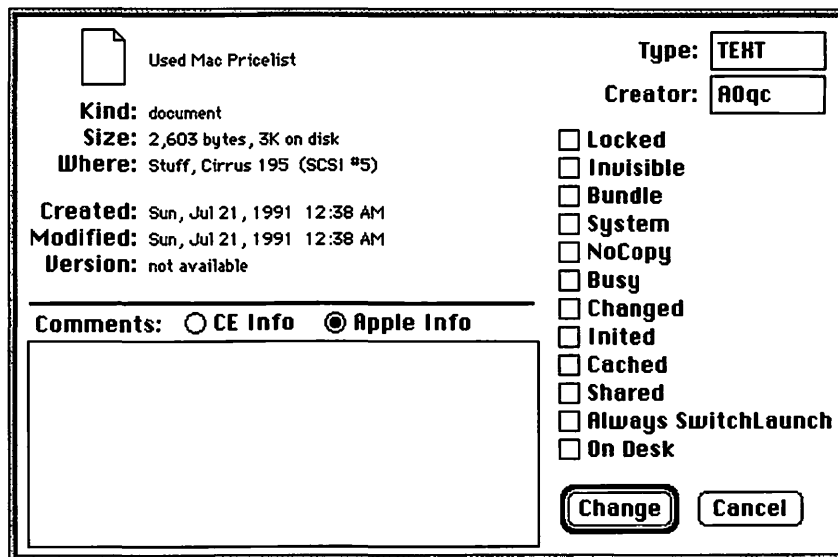 Used Mac Pricelist
Kind: document
Size: 2,603 bytes, 3K on disk
Where: Stuff, Cirrus 195 (SCSI #5)
Created: Sun, Jul 21, 1991 12:38 AM
Modified: Sun, Jul 21, 1991 12:38 AM
Version: not available
Comments: CE Info Apple Info
Type: TEXT
Creator: AOqc
Locked
Invisible
Bundle
System
NoCopy
Busy
Changed
Inited
Cached
Shared
Always SwitchLaunch
On Desk
Change Cancel